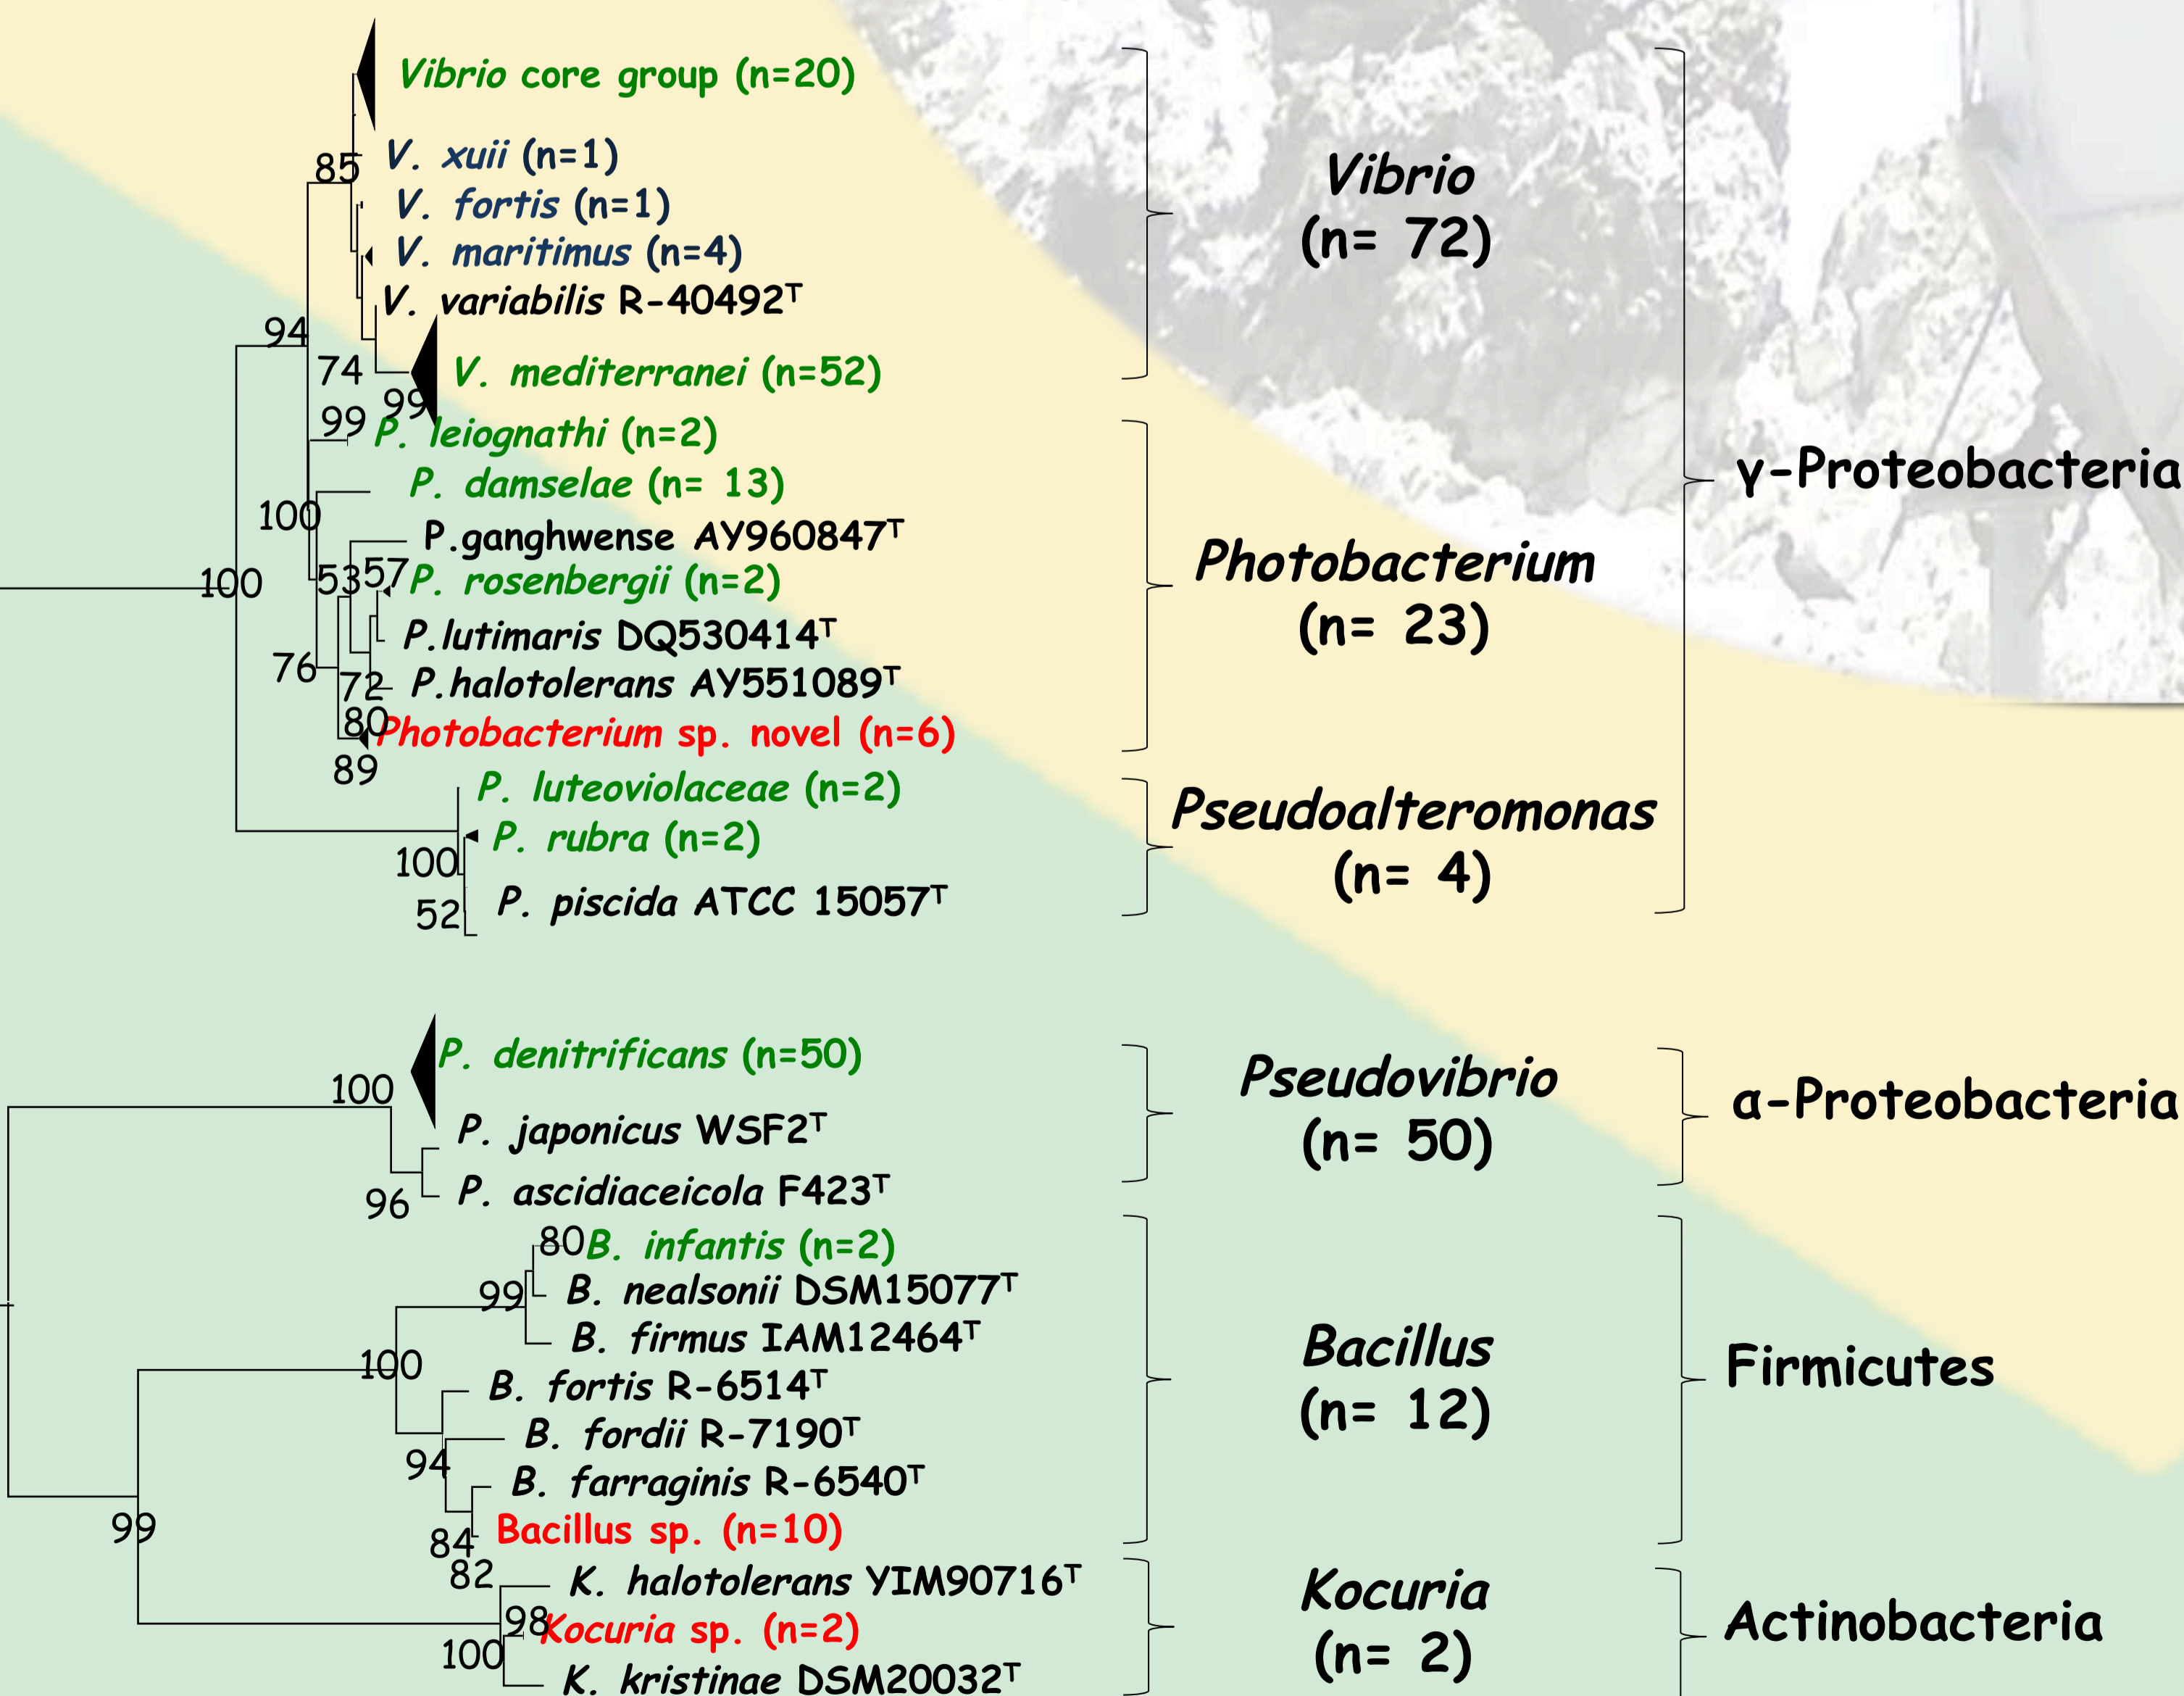 Vibrio core group (n=20)
V. xuii (n=1)
85
V. fortis (n=1)
V. maritimus (n=4)
V. variabilis R-40492ᵀ
94
74
V. mediterranei (n=52)
99
99
P. leiognathi (n=2)
P. damselae (n= 13)
100
P.ganghwense AY960847ᵀ
100
53
57
P. rosenbergii (n=2)
P.lutimaris DQ530414ᵀ
76
72
P.halotolerans AY551089ᵀ
80
Photobacterium sp. novel (n=6)
89
P. luteoviolaceae (n=2)
P. rubra (n=2)
100
P. piscida ATCC 15057ᵀ
52
Vibrio
(n= 72)
Photobacterium
(n= 23)
Pseudoalteromonas
(n= 4)
γ-Proteobacteria
P. denitrificans (n=50)
100
P. japonicus WSF2ᵀ
P. ascidiaceicola F423ᵀ
96
Pseudovibrio
(n= 50)
α-Proteobacteria
80
B. infantis (n=2)
B. nealsonii DSM15077ᵀ
99
B. firmus IAM12464ᵀ
100
B. fortis R-6514ᵀ
B. fordii R-7190ᵀ
94
B. farraginis R-6540ᵀ
99
Bacillus sp. (n=10)
84
Bacillus
(n= 12)
Firmicutes
82
K. halotolerans YIM90716ᵀ
98
Kocuria sp. (n=2)
100
K. kristinae DSM20032ᵀ
Kocuria
(n= 2)
Actinobacteria